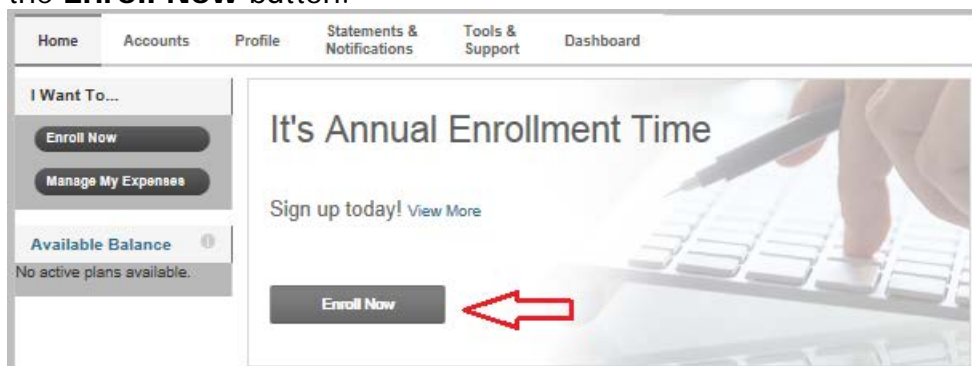 the Enroll Now button.
Home Accounts Profile Statements & Notifications Tools & Support Dashboard
I Want To...
Enroll Now
Manage My Expenses
Available Balance
No active plans available.
It's Annual Enrollment Time
Sign up today! View More
Enroll Now